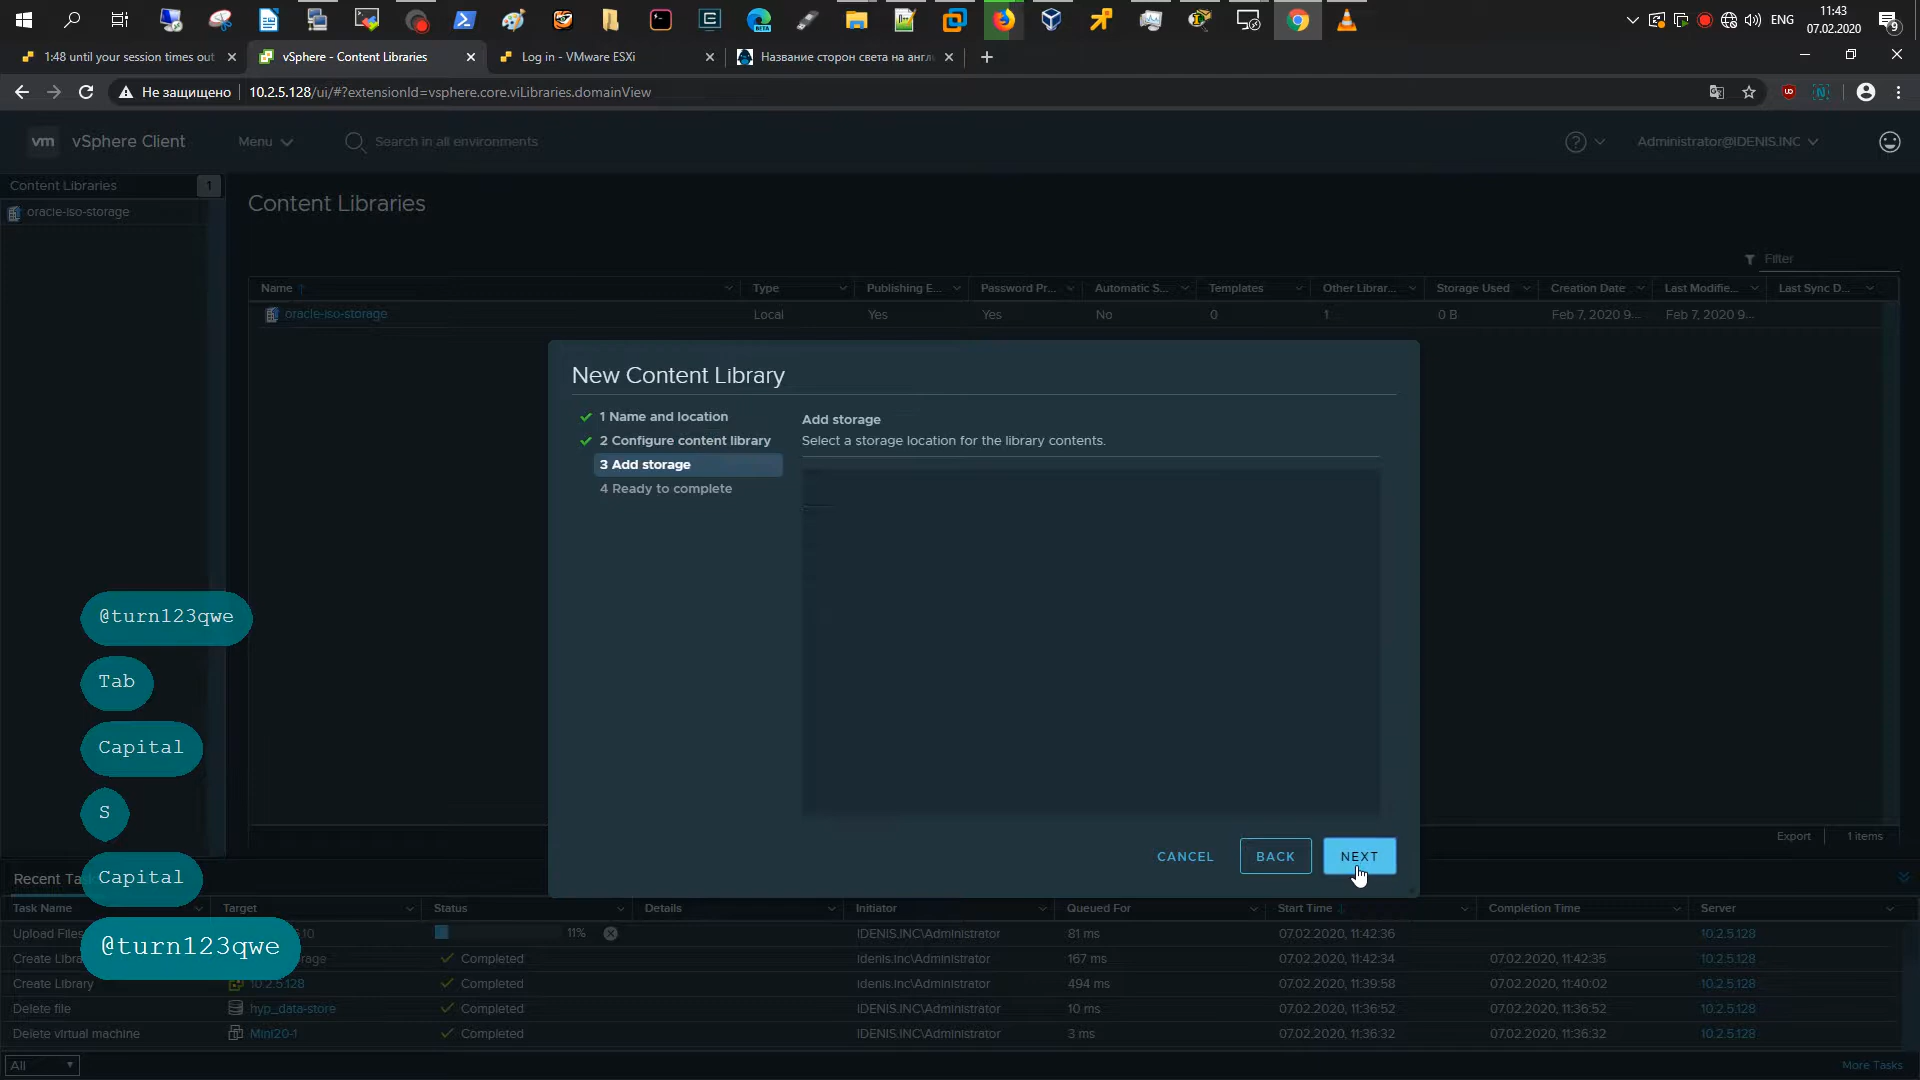 ENG
11:43
07.02.2020
9
1:48 until your session times out
vSphere - Content Libraries
Log in - VMware ESXi
Название сторон света на англ
Не защищено
10.2.5.128/ui/#?extensionId=vsphere.core.viLibraries.domainView
vm
vSphere Client
Menu
Search in all environments
Administrator@IDENIS.INC
Content Libraries
1
oracle-iso-storage
Content Libraries
Filter
Name
Type
Publishing E...
Password Pr...
Automatic S...
Templates
Other Librar...
Storage Used
Creation Date
Last Modifie...
Last Sync D...
oracle-iso-storage
Local
Yes
Yes
No
0
1
0 B
Feb 7, 2020 9...
Feb 7, 2020 9...
New Content Library
1 Name and location
2 Configure content library
3 Add storage
4 Ready to complete
Add storage
Select a storage location for the library contents.
CANCEL
BACK
NEXT
@turn123qwe
Tab
Capital
S
Capital
@turn123qwe
Export
1 items
Recent Ta
Task Name
Target
Status
Details
Initiator
Queued For
Start Time
Completion Time
Server
Upload Files
.10
11%
IDENIS.INC\Administrator
81 ms
07.02.2020, 11:42:36
10.2.5.128
Create Libra
rage
Completed
idenis.inc\Administrator
167 ms
07.02.2020, 11:42:34
07.02.2020, 11:42:35
10.2.5.128
Create Library
10.2.5.128
Completed
idenis.inc\Administrator
494 ms
07.02.2020, 11:39:58
07.02.2020, 11:40:02
10.2.5.128
Delete file
hyp_data-store
Completed
IDENIS.INC\Administrator
10 ms
07.02.2020, 11:36:52
07.02.2020, 11:36:52
10.2.5.128
Delete virtual machine
Mini20-1
Completed
IDENIS.INC\Administrator
3 ms
07.02.2020, 11:36:32
07.02.2020, 11:36:32
10.2.5.128
All
More Tasks